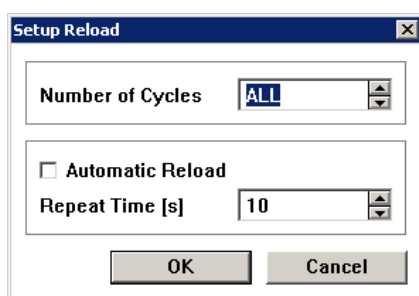 Setup Reload
Number of Cycles ALL
Automatic Reload
Repeat Time [s] 10
OK Cancel